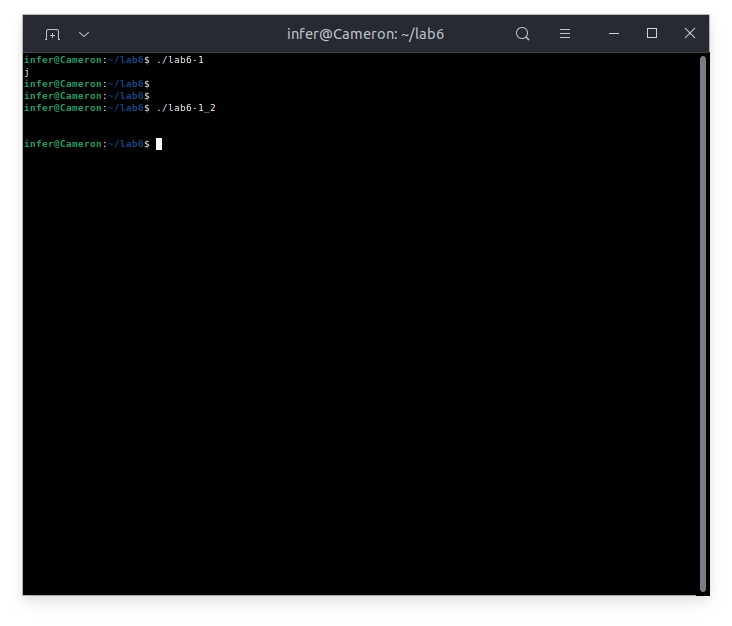 infer@Cameron: ~/lab6
infer@Cameron:~/lab6$ ./lab6-1
j
infer@Cameron:~/lab6$
infer@Cameron:~/lab6$
infer@Cameron:~/lab6$ ./lab6-1_2
infer@Cameron:~/lab6$